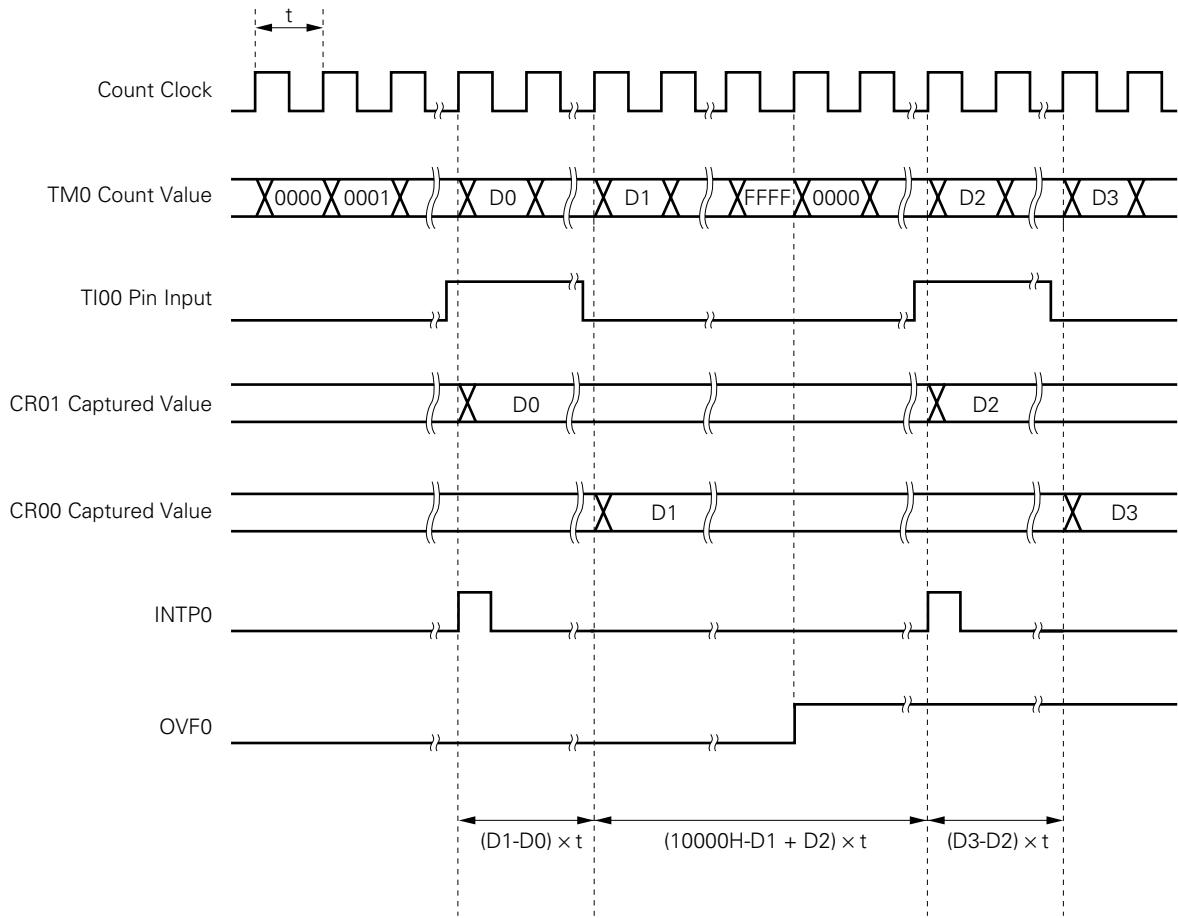 t
Count Clock
TM0 Count Value
0000 0001 D0 D1 FFFF 0000 D2 D3
TI00 Pin Input
CR01 Captured Value
D0 D2
CR00 Captured Value
D1 D3
INTP0
OVF0
(D1-D0) × t (10000H-D1 + D2) × t (D3-D2) × t